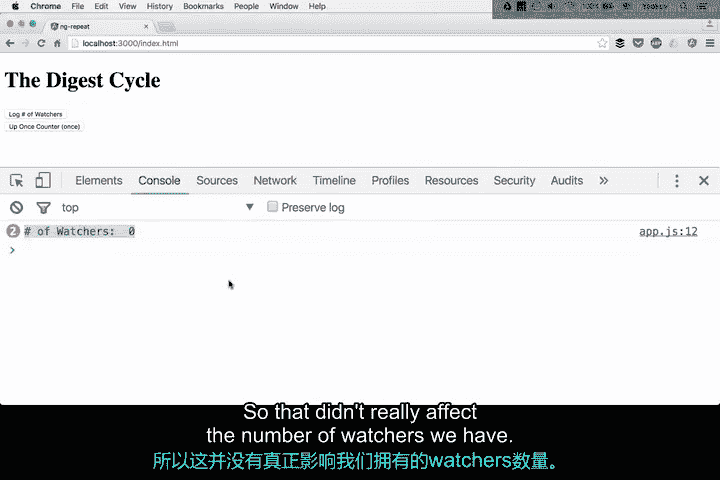 Chrome File Edit View History Bookmarks People Window Help
ng-repeat
localhost:3000/index.html
The Digest Cycle
Log # of Watchers
Up Once Counter (once)
Elements Console Sources Network Timeline Profiles Resources Security Audits »
top ▼ Preserve log
2 # of Watchers: 0 app.js:12
>
So that didn't really affect
the number of watchers we have.
所以这并没有真正影响我们拥有的watchers数量。